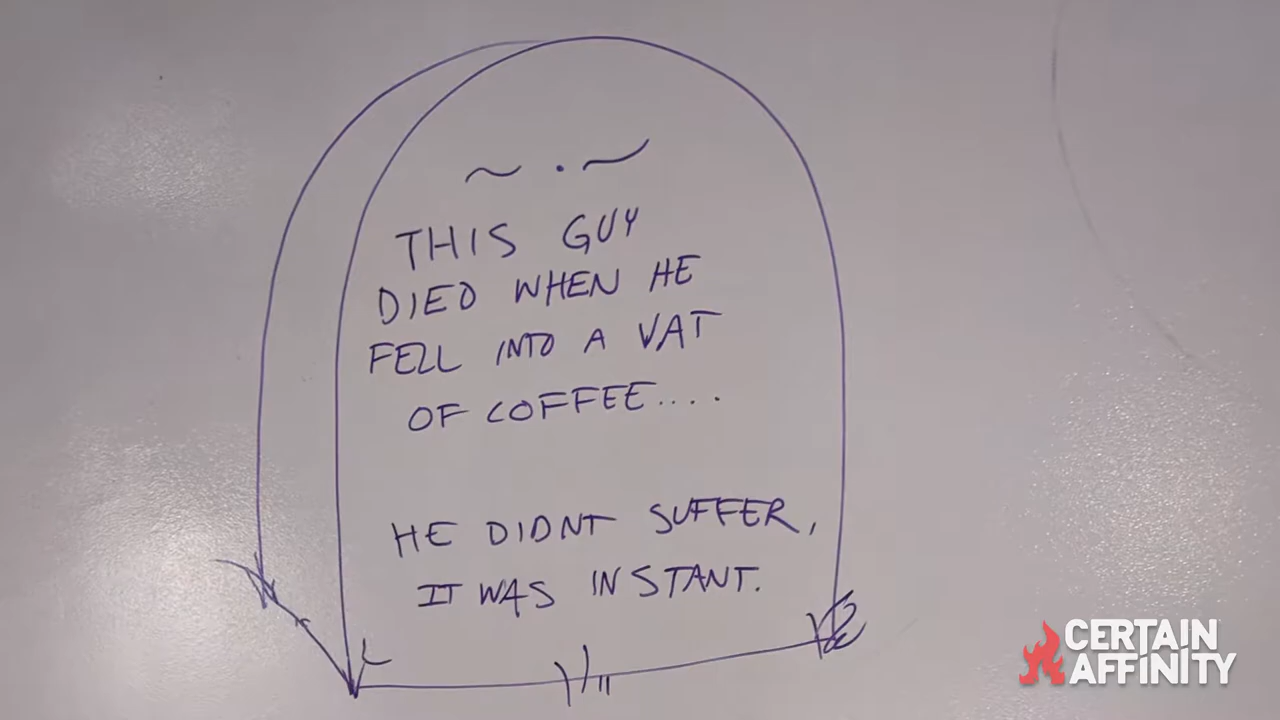 ~ . ~
THIS GUY
DIED WHEN HE
FELL INTO A VAT
OF COFFEE....
HE DIDNT SUFFER,
IT WAS INSTANT.
CERTAIN
AFFINITY